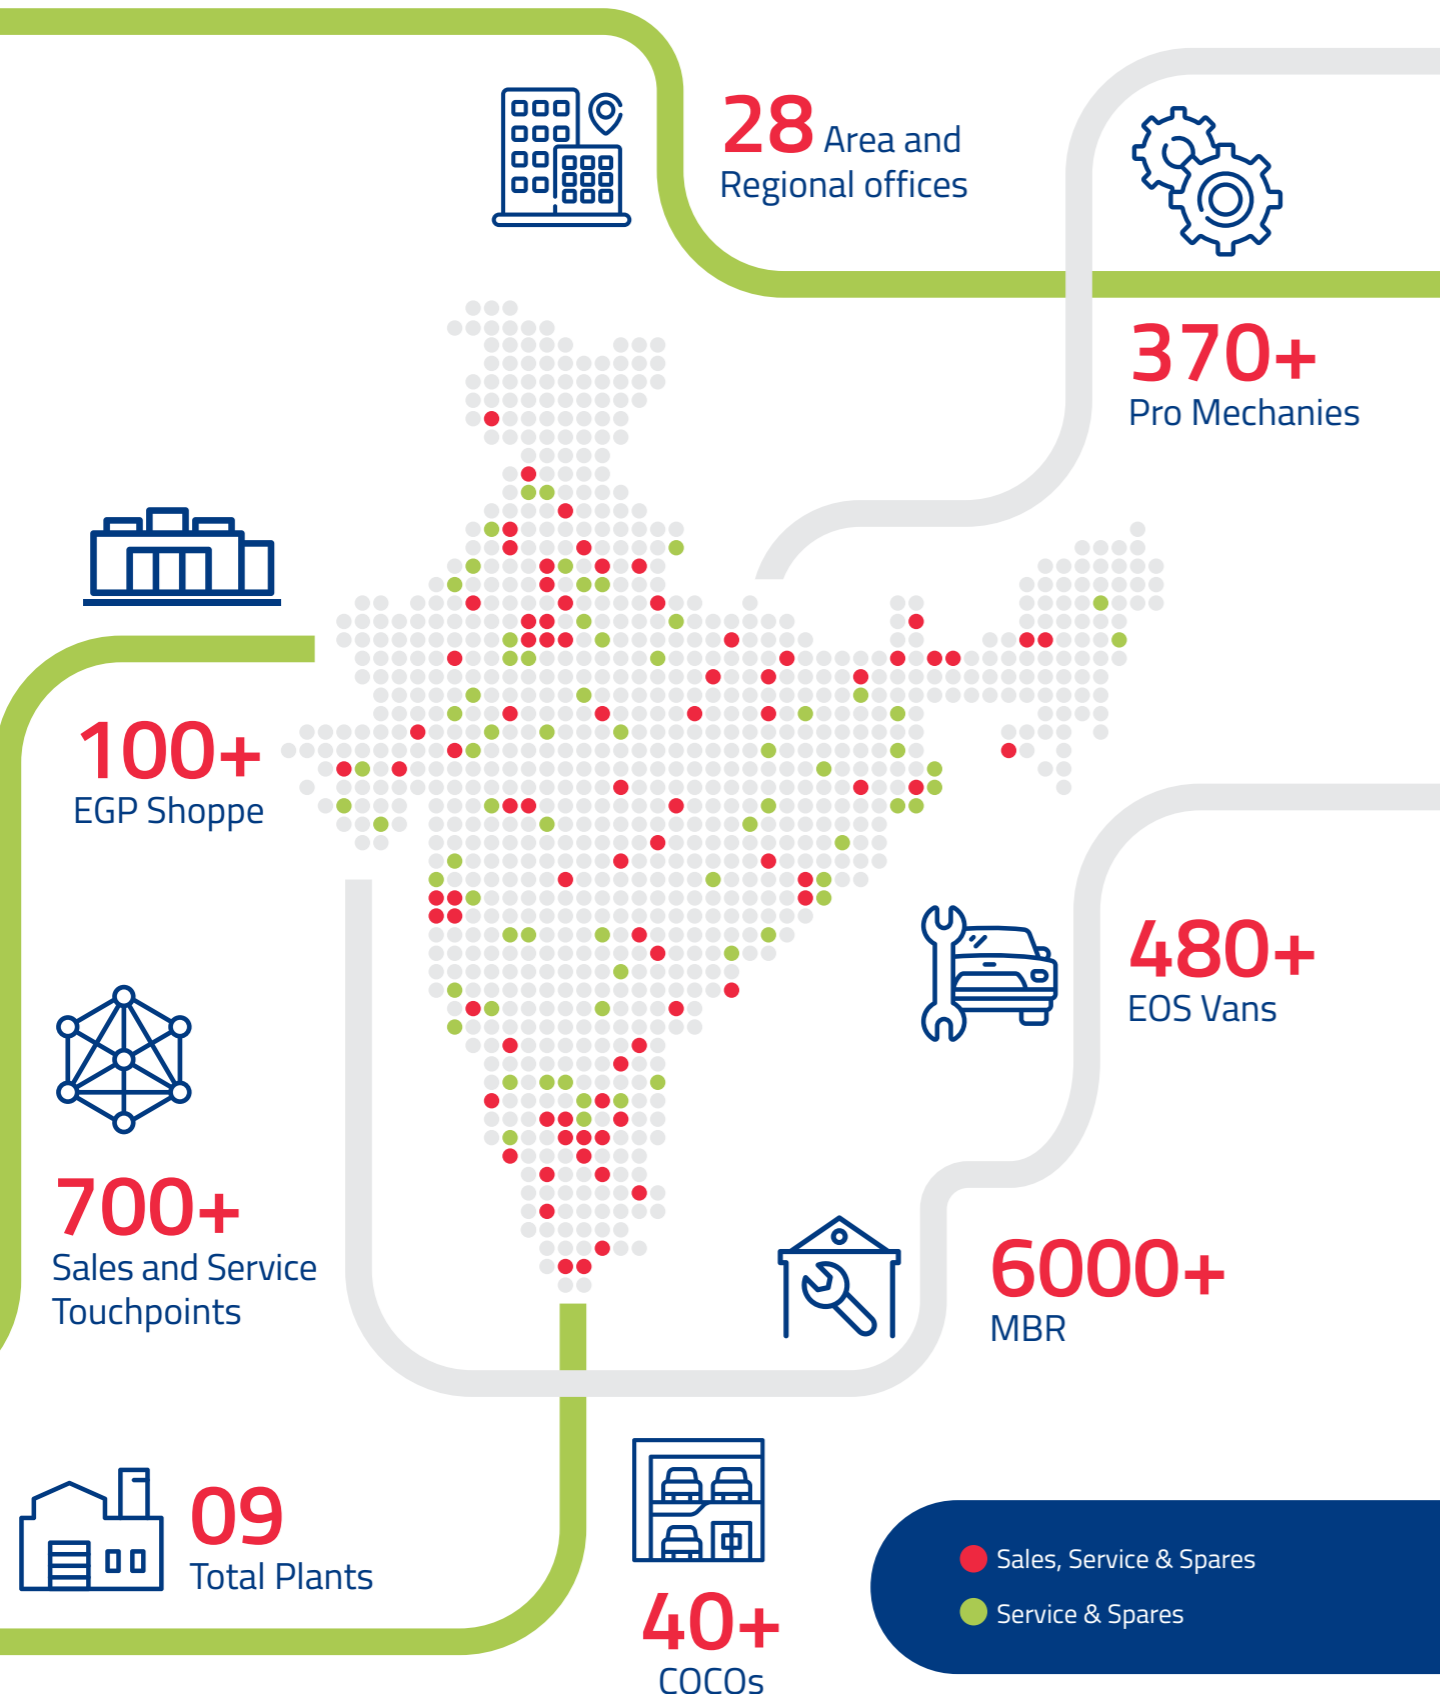 28 Area and
Regional offices
370+
Pro Mechanies
100+
EGP Shoppe
480+
EOS Vans
700+
Sales and Service
Touchpoints
6000+
MBR
09
Total Plants
40+
COCOs
Sales, Service & Spares
Service & Spares